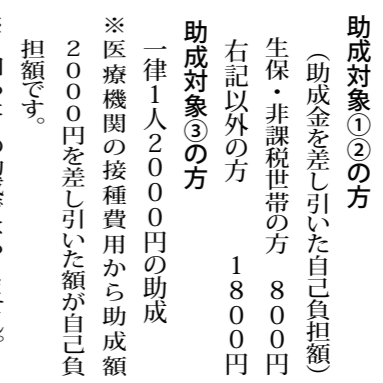 助成対象①②の方
（助成金を差し引いた自己負担額）
生保・非課税世帯の方　８００円
右記以外の方　１８００円
助成対象③の方
一律１人２０００円の助成
※医療機関の接種費用から助成額
２０００円を差し引いた額が自己負
担額です。